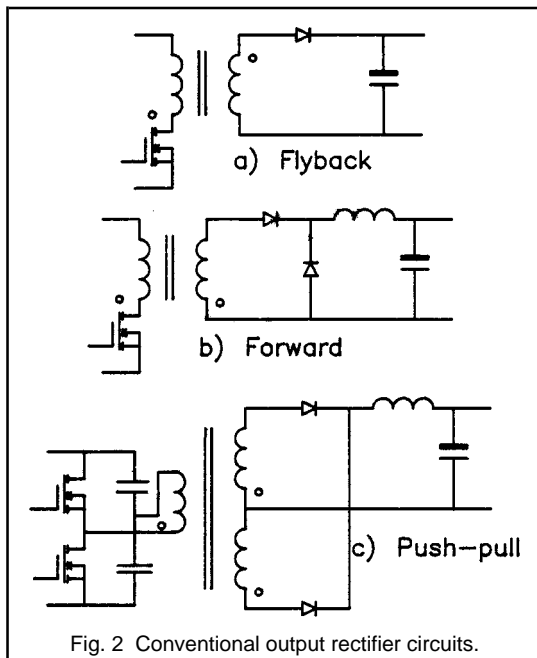 a) Flyback
b) Forward
c) Push-pull
Fig. 2 Conventional output rectifier circuits.